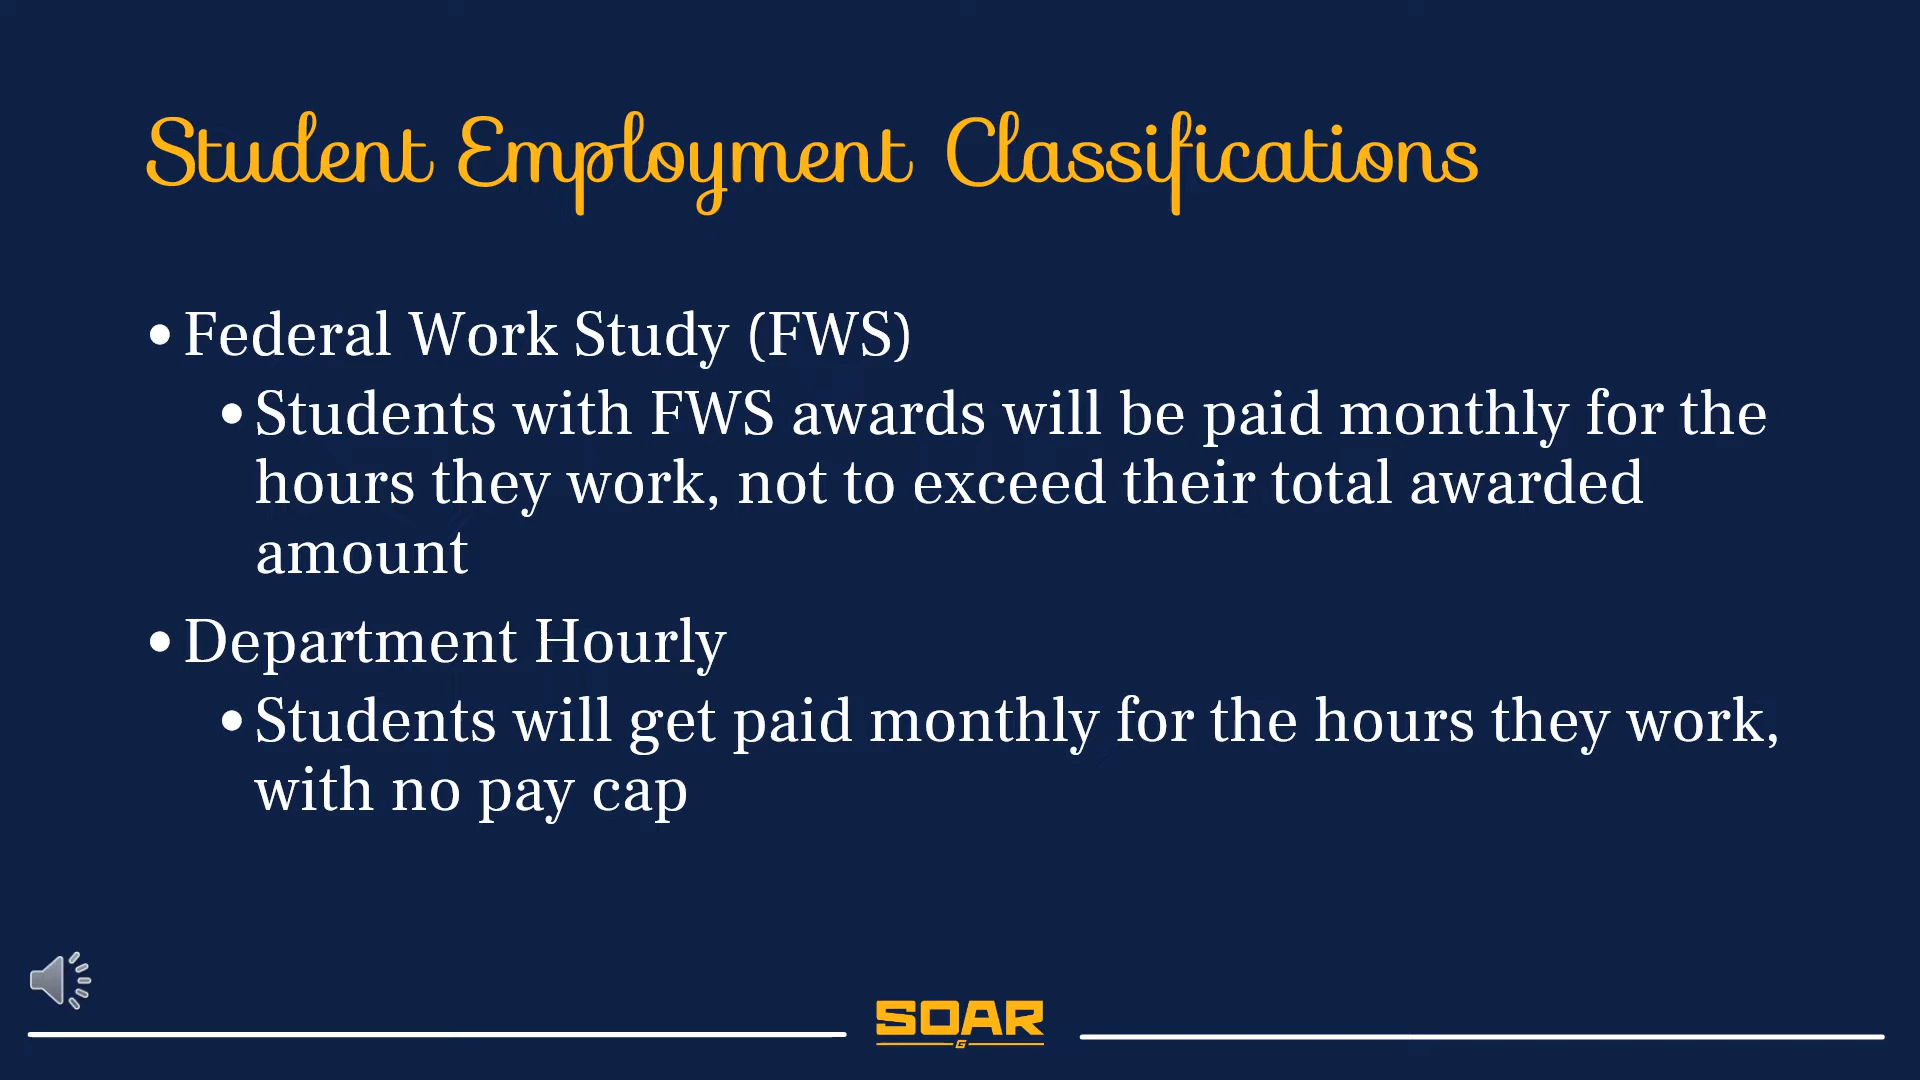 Student Employment Classifications
• Federal Work Study (FWS)
• Students with FWS awards will be paid monthly for the
hours they work, not to exceed their total awarded
amount
• Department Hourly
• Students will get paid monthly for the hours they work,
with no pay cap
SOAR
G